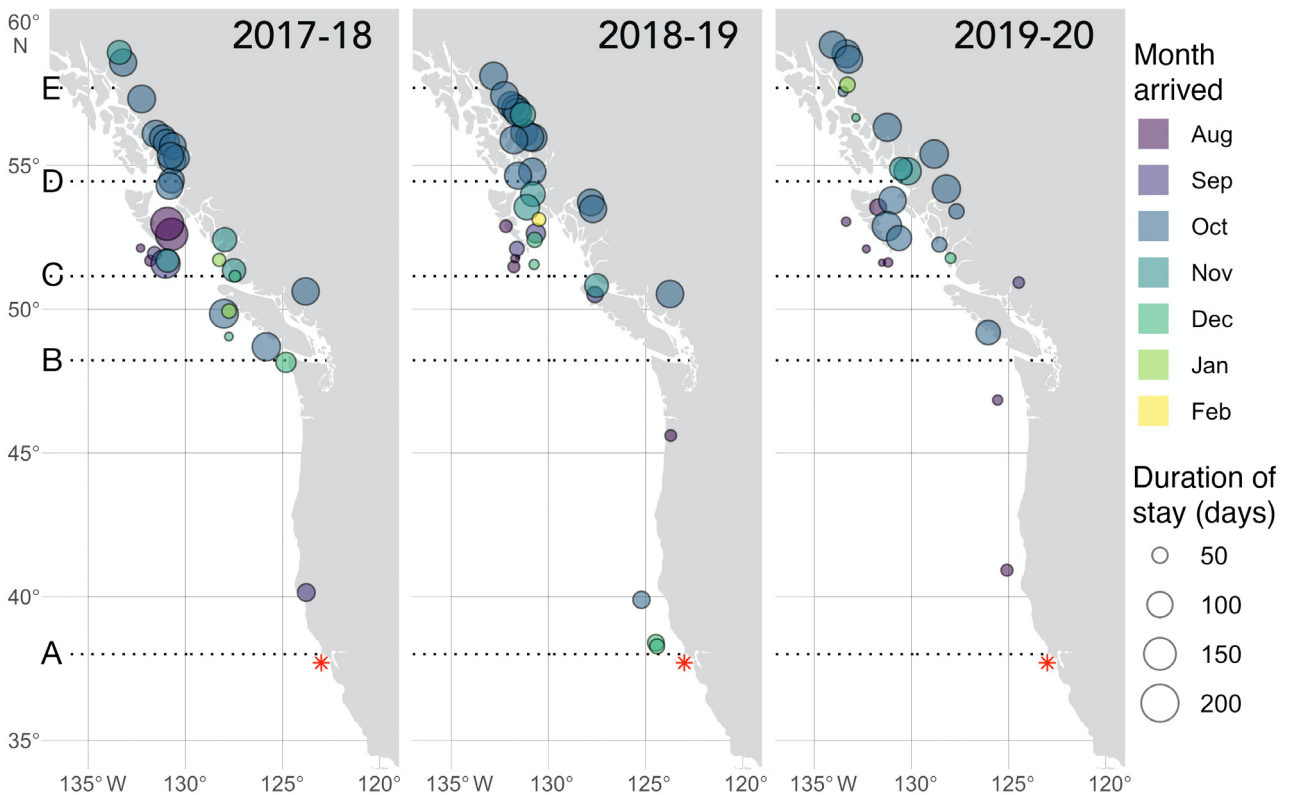 2017-18
2018-19
2019-20
60°
N
55°
50°
45°
40°
35°
E
D
C
B
A
135° W 130° 125° 120°
135° W 130° 125° 120°
135° W 130° 125° 120°
Month
arrived
Aug
Sep
Oct
Nov
Dec
Jan
Feb
Duration of
stay (days)
50
100
150
200